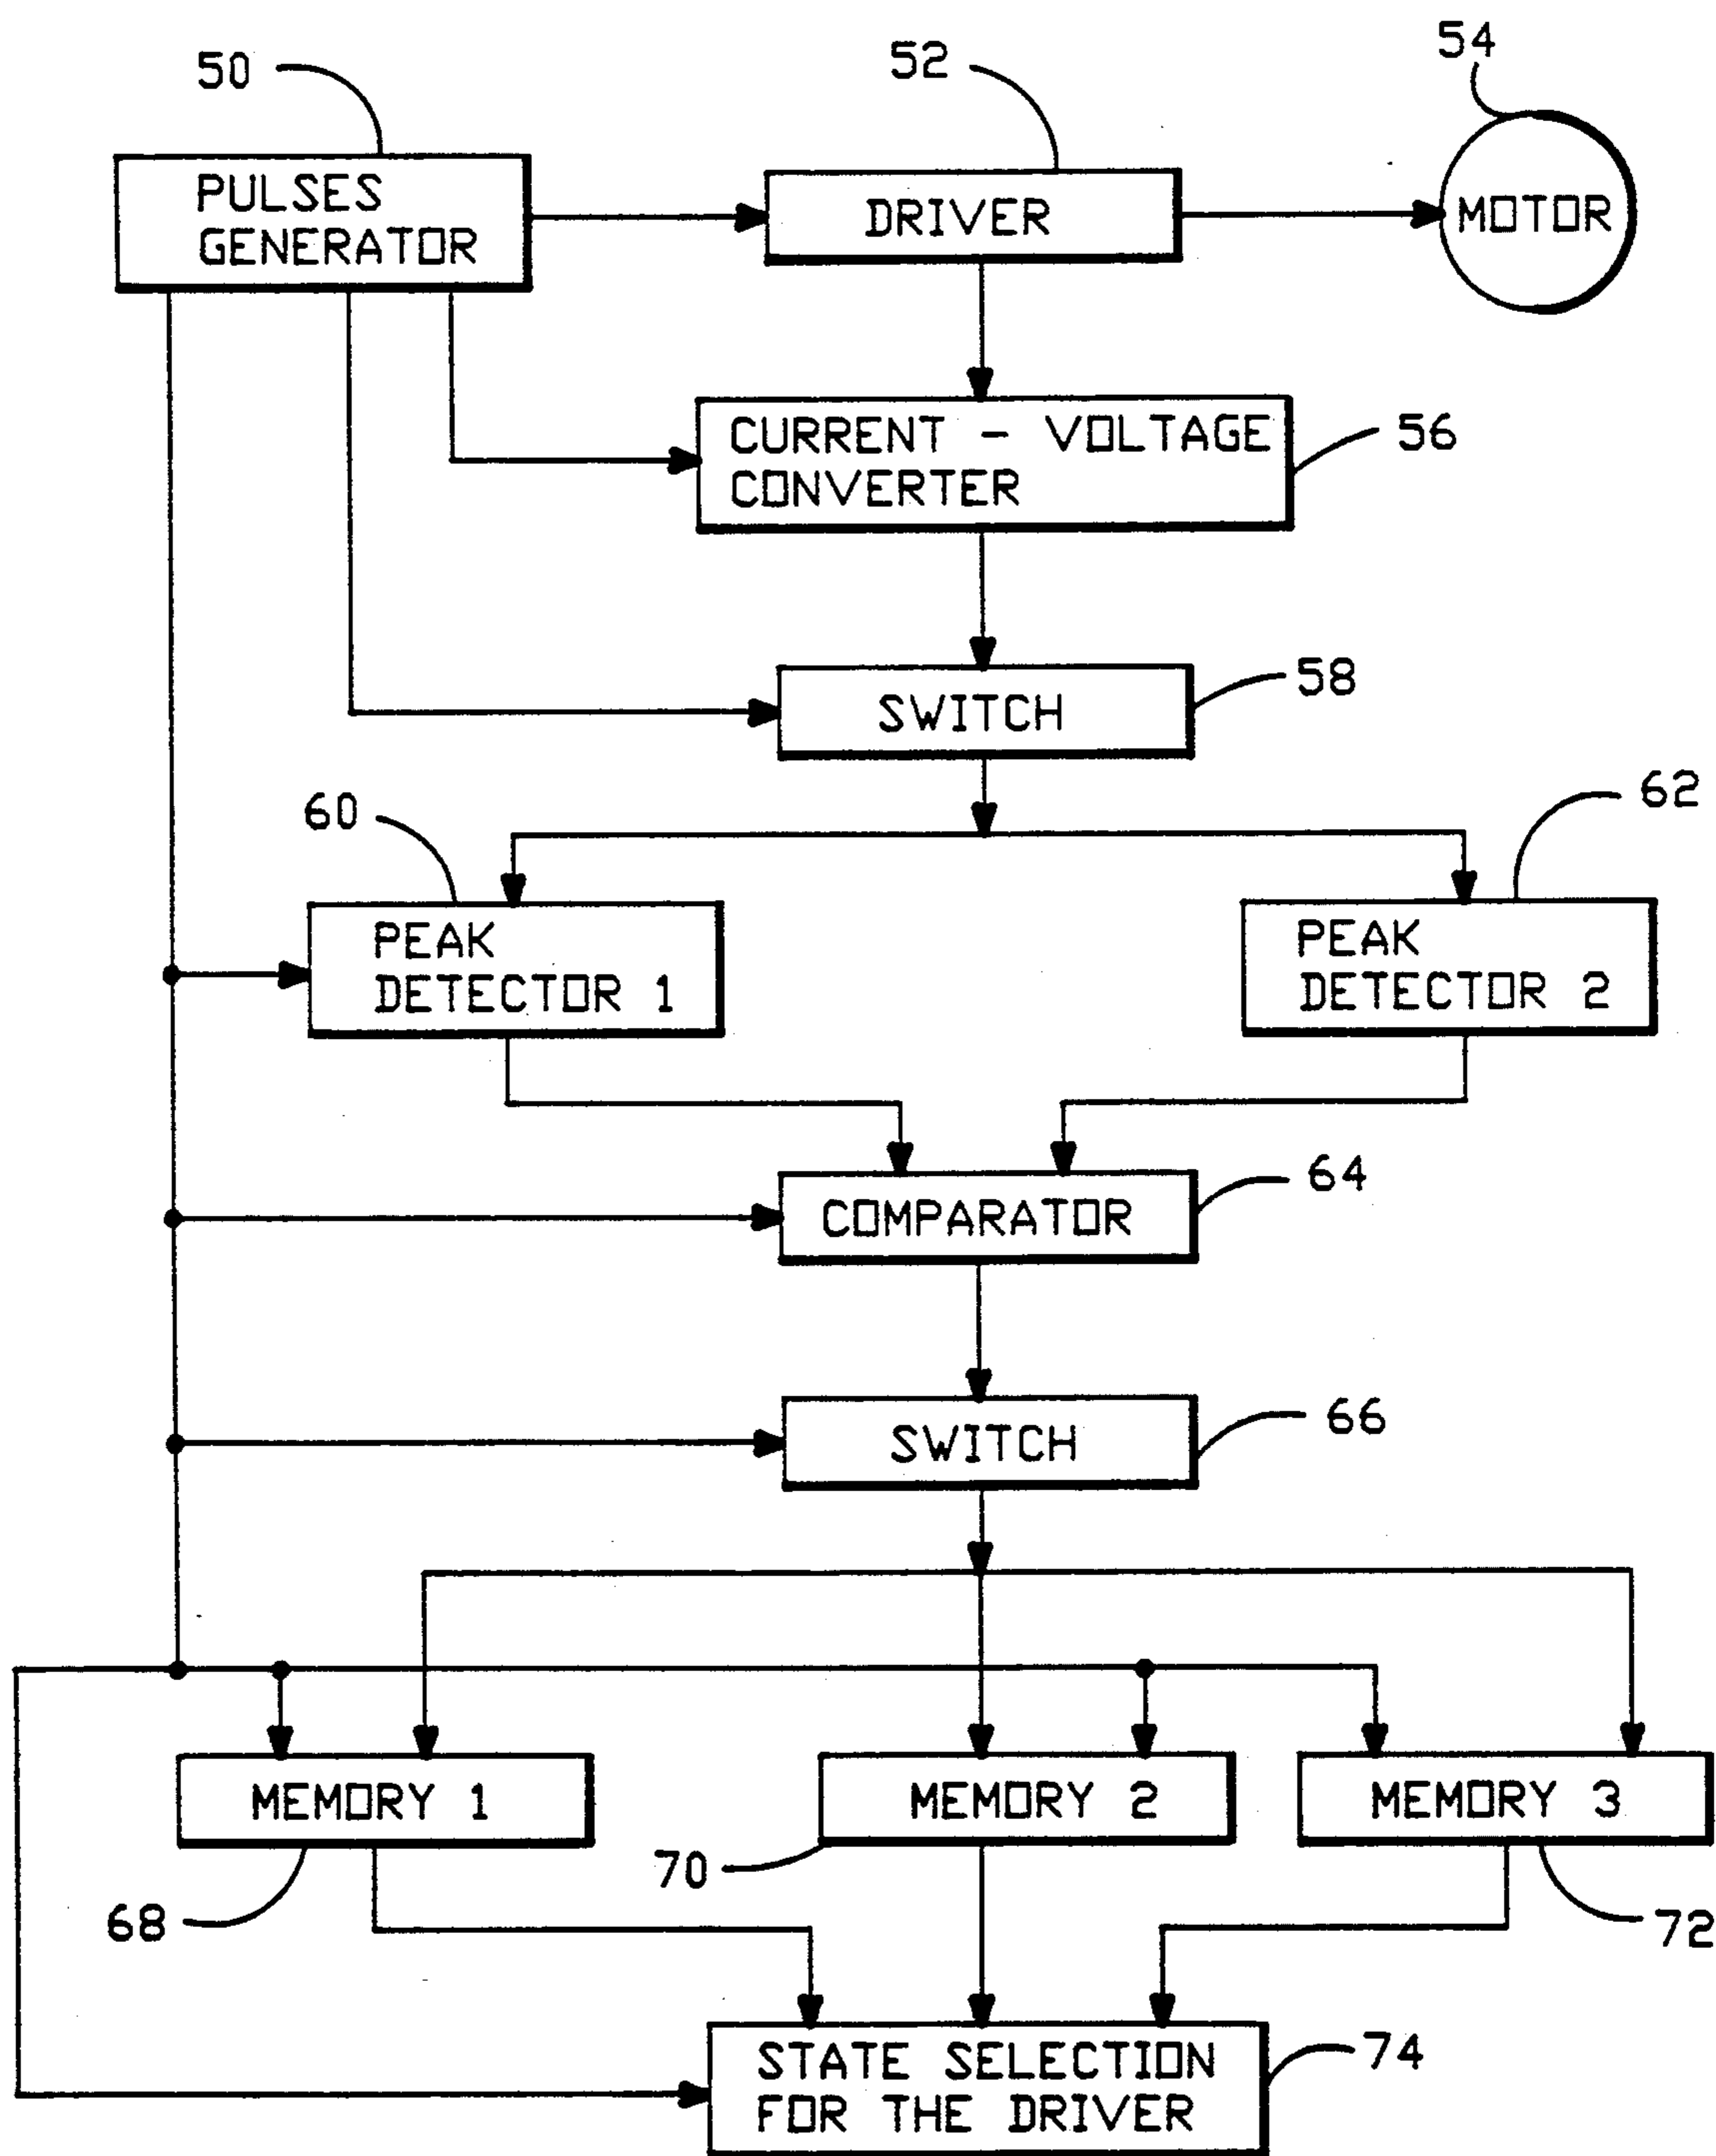 50
52
54
PULSES
GENERATOR
DRIVER
MOTOR
CURRENT - VOLTAGE
CONVERTER
56
SWITCH
58
60
62
PEAK
DETECTOR 1
PEAK
DETECTOR 2
COMPARATOR
64
SWITCH
66
MEMORY 1
MEMORY 2
MEMORY 3
68
70
72
STATE SELECTION
FOR THE DRIVER
74